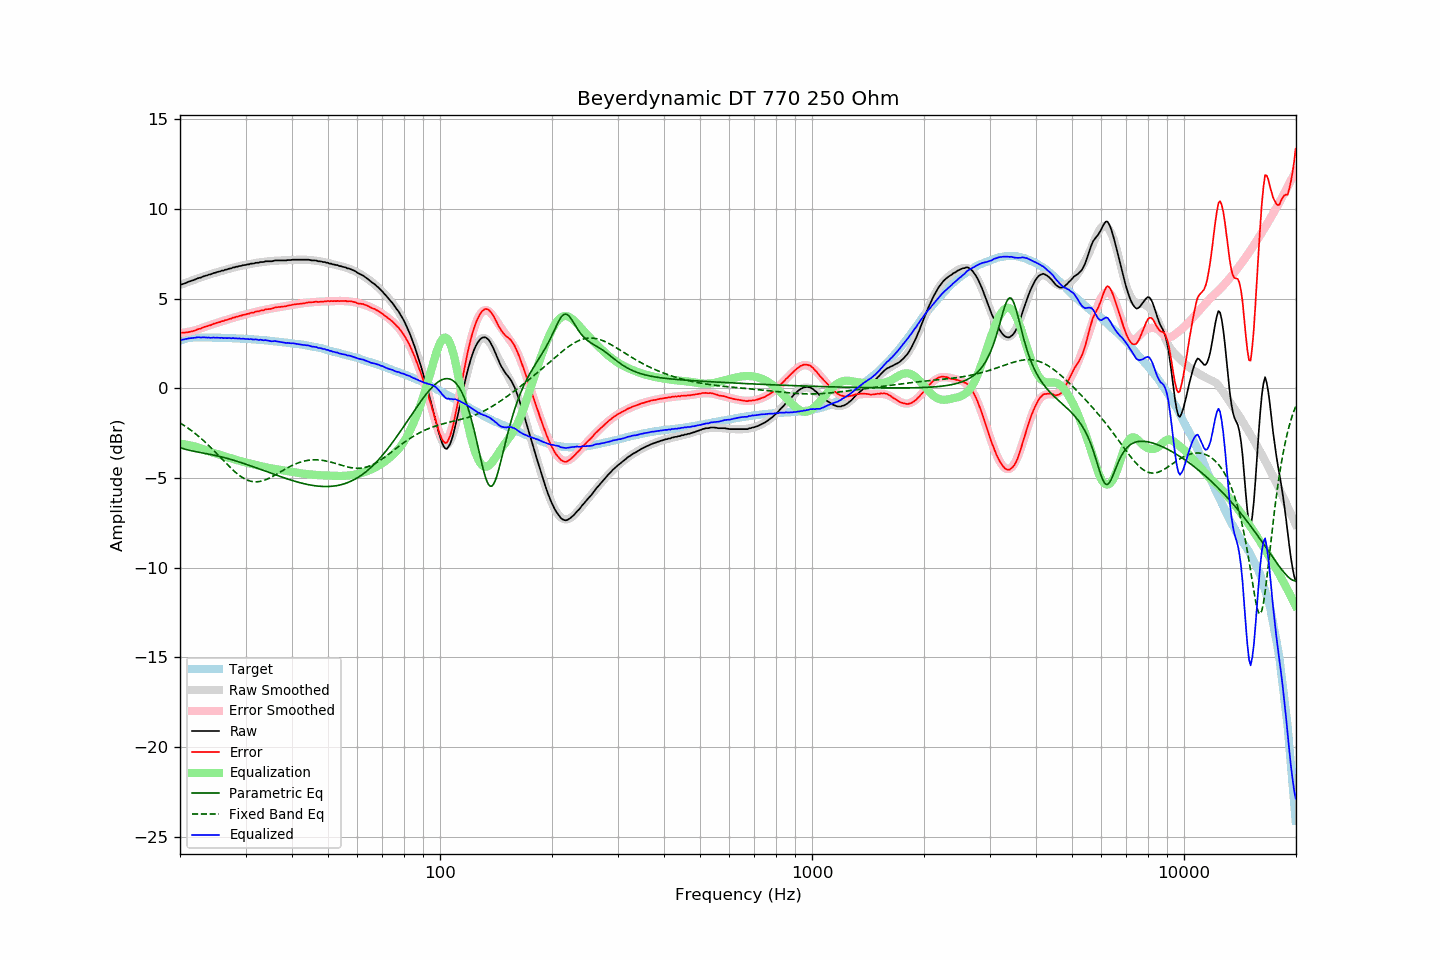 Beyerdynamic DT 770 250 Ohm
15
10
5
0
−5
−10
−15
−20
−25
Amplitude (dBr)
Target
Raw Smoothed
Error Smoothed
Raw
Error
Equalization
Parametric Eq
Fixed Band Eq
Equalized
100
1000
10000
Frequency (Hz)